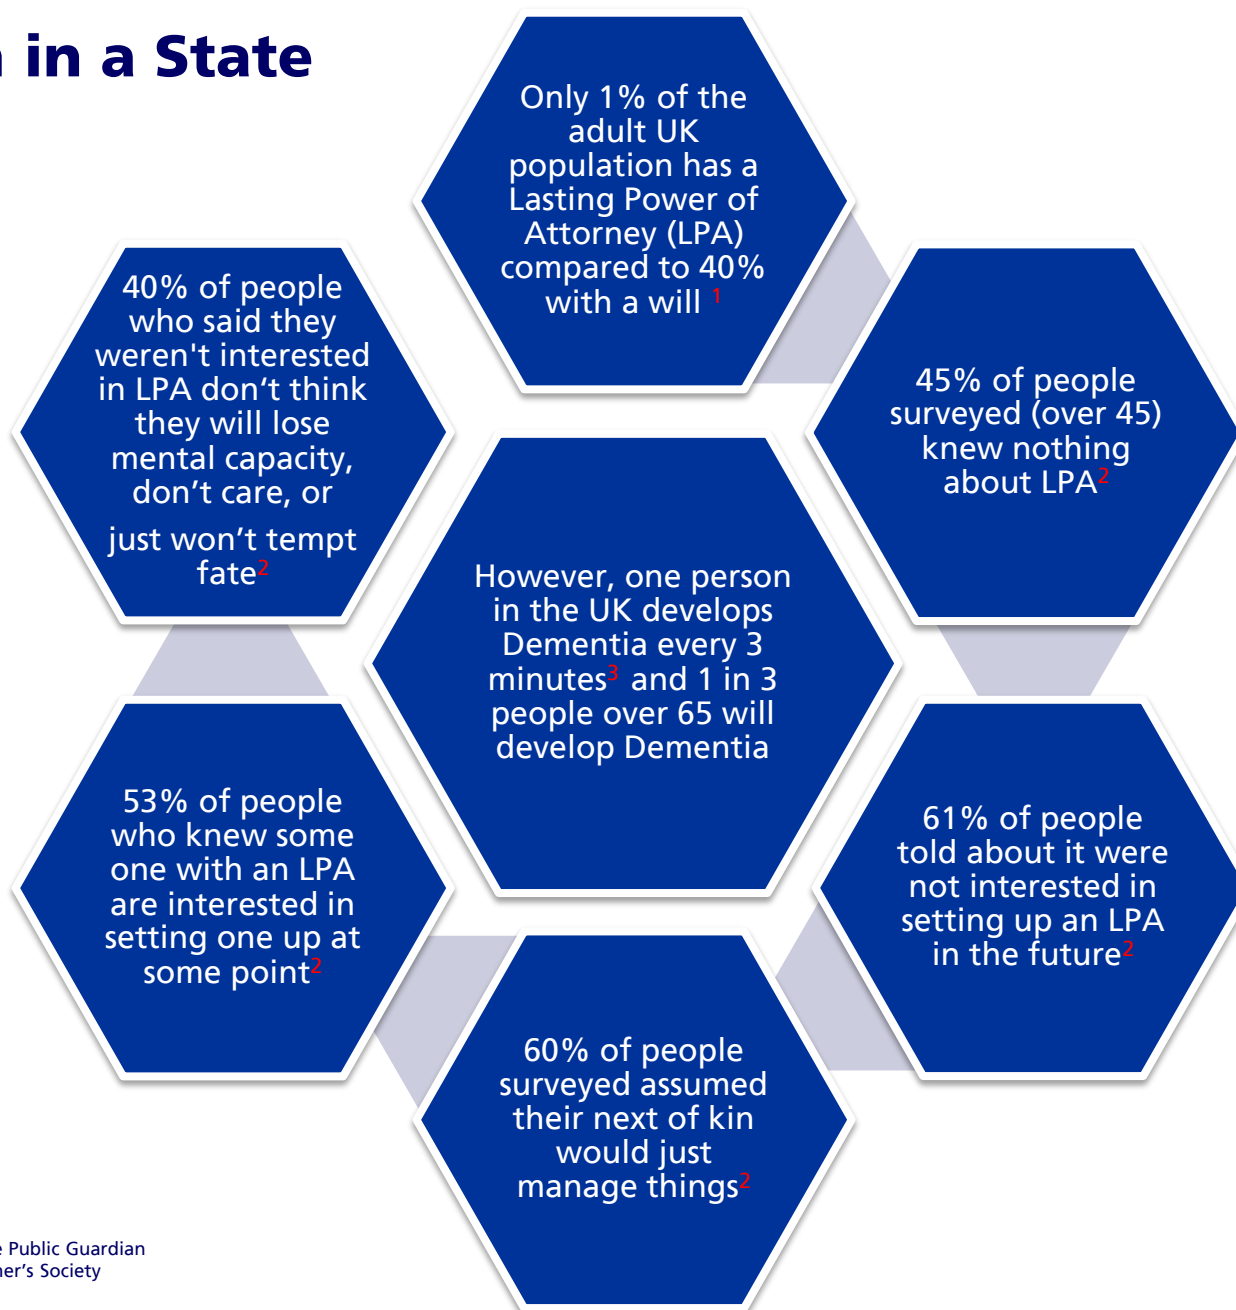 in a State
Only 1% of the
adult UK
population has a
Lasting Power of
Attorney (LPA)
compared to 40%
with a will 1
45% of people
surveyed (over 45)
knew nothing
about LPA2
61% of people
told about it were
not interested in
setting up an LPA
in the future2
60% of people
surveyed assumed
their next of kin
would just
manage things2
53% of people
who knew some
one with an LPA
are interested in
setting one up at
some point2
40% of people
who said they
weren't interested
in LPA don‘t think
they will lose
mental capacity,
don’t care, or
just won’t tempt
fate2
However, one person
in the UK develops
Dementia every 3
minutes3 and 1 in 3
people over 65 will
develop Dementia
Public Guardian
Society